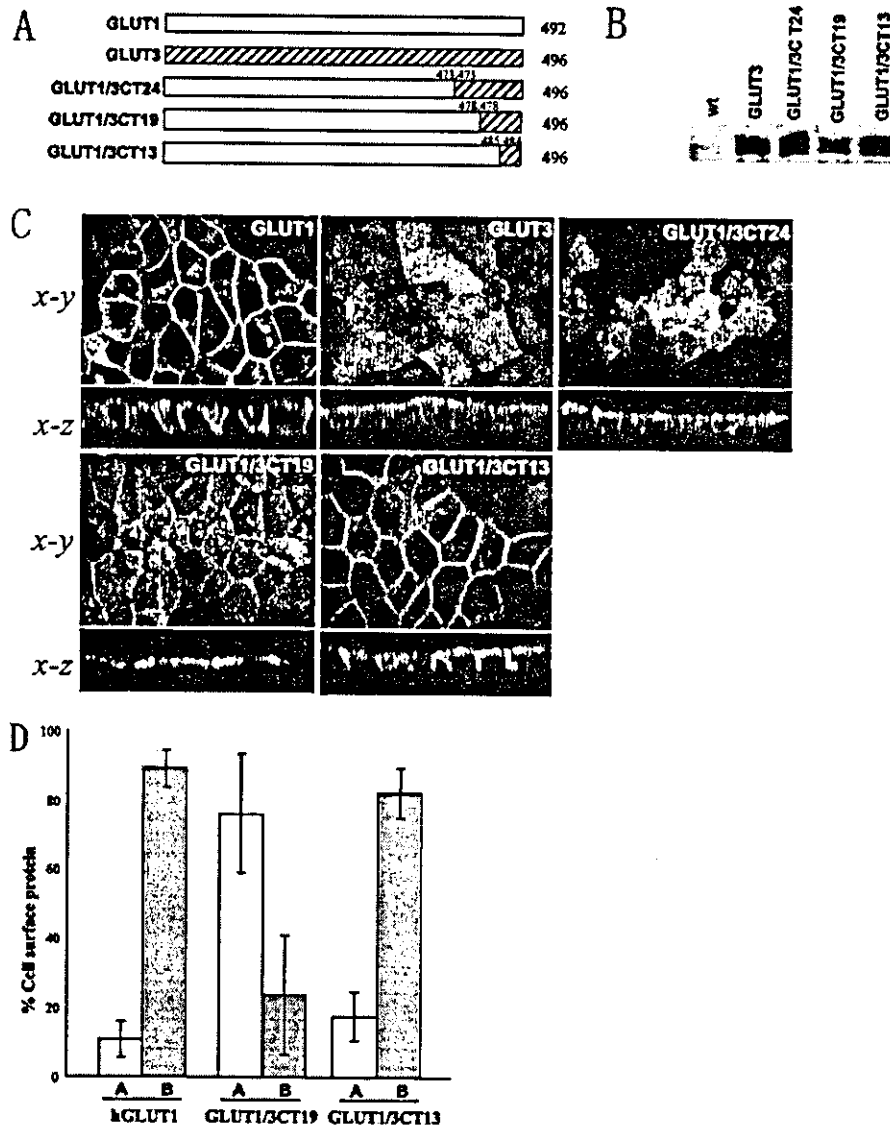 A
GLUT1 492
GLUT3 496
473,473
GLUT1/3CT24 496
478,478
GLUT1/3CT19 496
GLUT1/3CT13 496
B
wt
GLUT3
GLUT1/3C T24
GLUT1/3CT19
GLUT1/3CT13
C
GLUT1
GLUT3
GLUT1/3CT24
x-y
x-z
GLUT1/3CT19
GLUT1/3CT13
x-y
x-z
D
100
80
60
40
20
0
% Cell surface protein
A B A B A B
hGLUT1 GLUT1/3CT19 GLUT1/3CT13